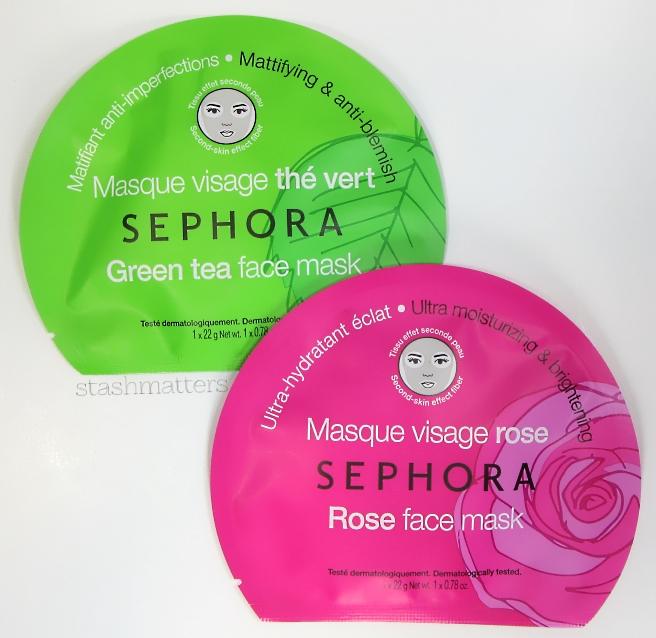 Matifiant anti-imperfections • Mattifying & anti-blemish
Tissu effet seconde peau
Second-skin effect fiber
Masque visage thé vert
SEPHORA
Green tea face mask
Testé dermatologiquement.
1 x 22 g Net wt. 1 x 0.78
stashmatters
Ultra-hydratant éclat • Ultra moisturizing & brightening
Tissu effet seconde peau
Second-skin effect fiber
Masque visage rose
SEPHORA
Rose face mask
Testé dermatologiquement. Dermatologically tested.
1 x 22 g Net wt. 1 x 0.78 oz.